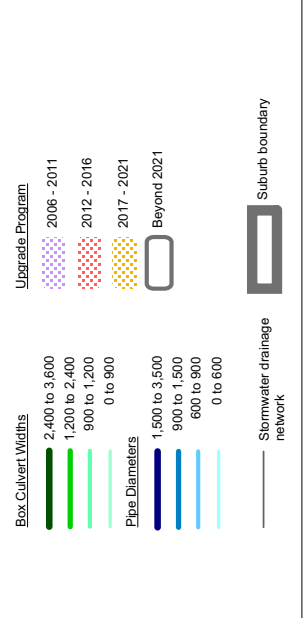 Box Culvert Widths
2,400 to 3,600
1,200 to 2,400
900 to 1,200
0 to 900
Pipe Diameters
1,500 to 3,500
900 to 1,500
600 to 900
0 to 600
Stormwater drainage
network
Upgrade Program
2006 - 2011
2012 - 2016
2017 - 2021
Beyond 2021
Suburb boundary